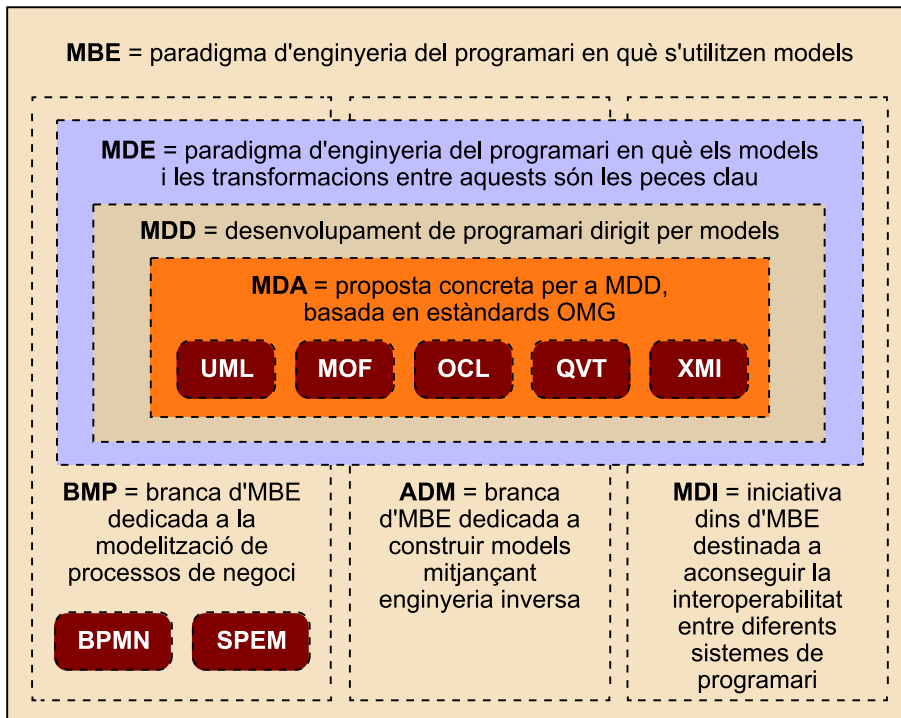 MBE = paradigma d'enginyeria del programari en què s'utilitzen models
MDE = paradigma d'enginyeria del programari en què els models
i les transformacions entre aquests són les peces clau
MDD = desenvolupament de programari dirigit per models
MDA = proposta concreta per a MDD,
basada en estàndards OMG
UML MOF OCL QVT XMI
BMP = branca d'MBE
dedicada a la
modelització de
processos de negoci
BPMN SPEM
ADM = branca
d'MBE dedicada a
construir models
mitjançant
enginyeria inversa
MDI = iniciativa
dins d'MBE
destinada a
aconseguir la
interoperabilitat
entre diferents
sistemes de
programari